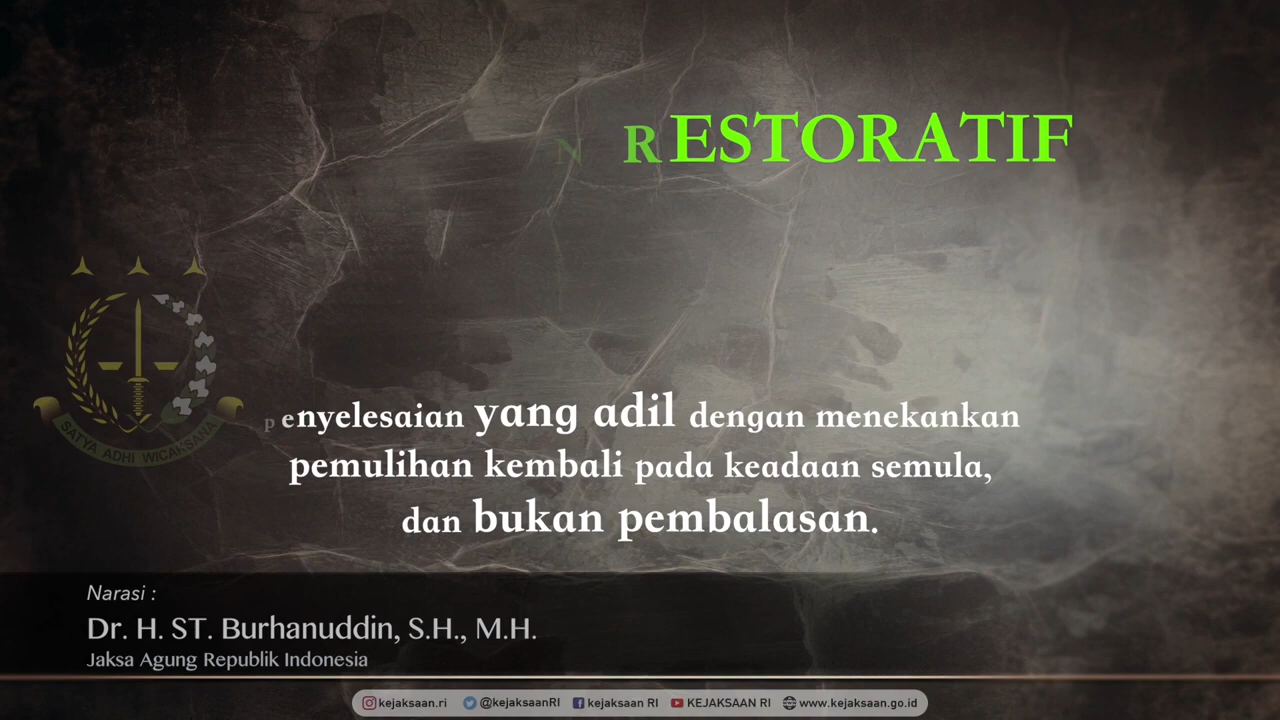 N RESTORATIF
penyelesaian yang adil dengan menekankan
pemulihan kembali pada keadaan semula,
dan bukan pembalasan.
SATYA ADHI WICAKSANA
Narasi :
Dr. H. ST. Burhanuddin, S.H., M.H.
Jaksa Agung Republik Indonesia
kejaksaan.ri @kejaksaanRI kejaksaan RI KEJAKSAAN RI www.kejaksaan.go.id